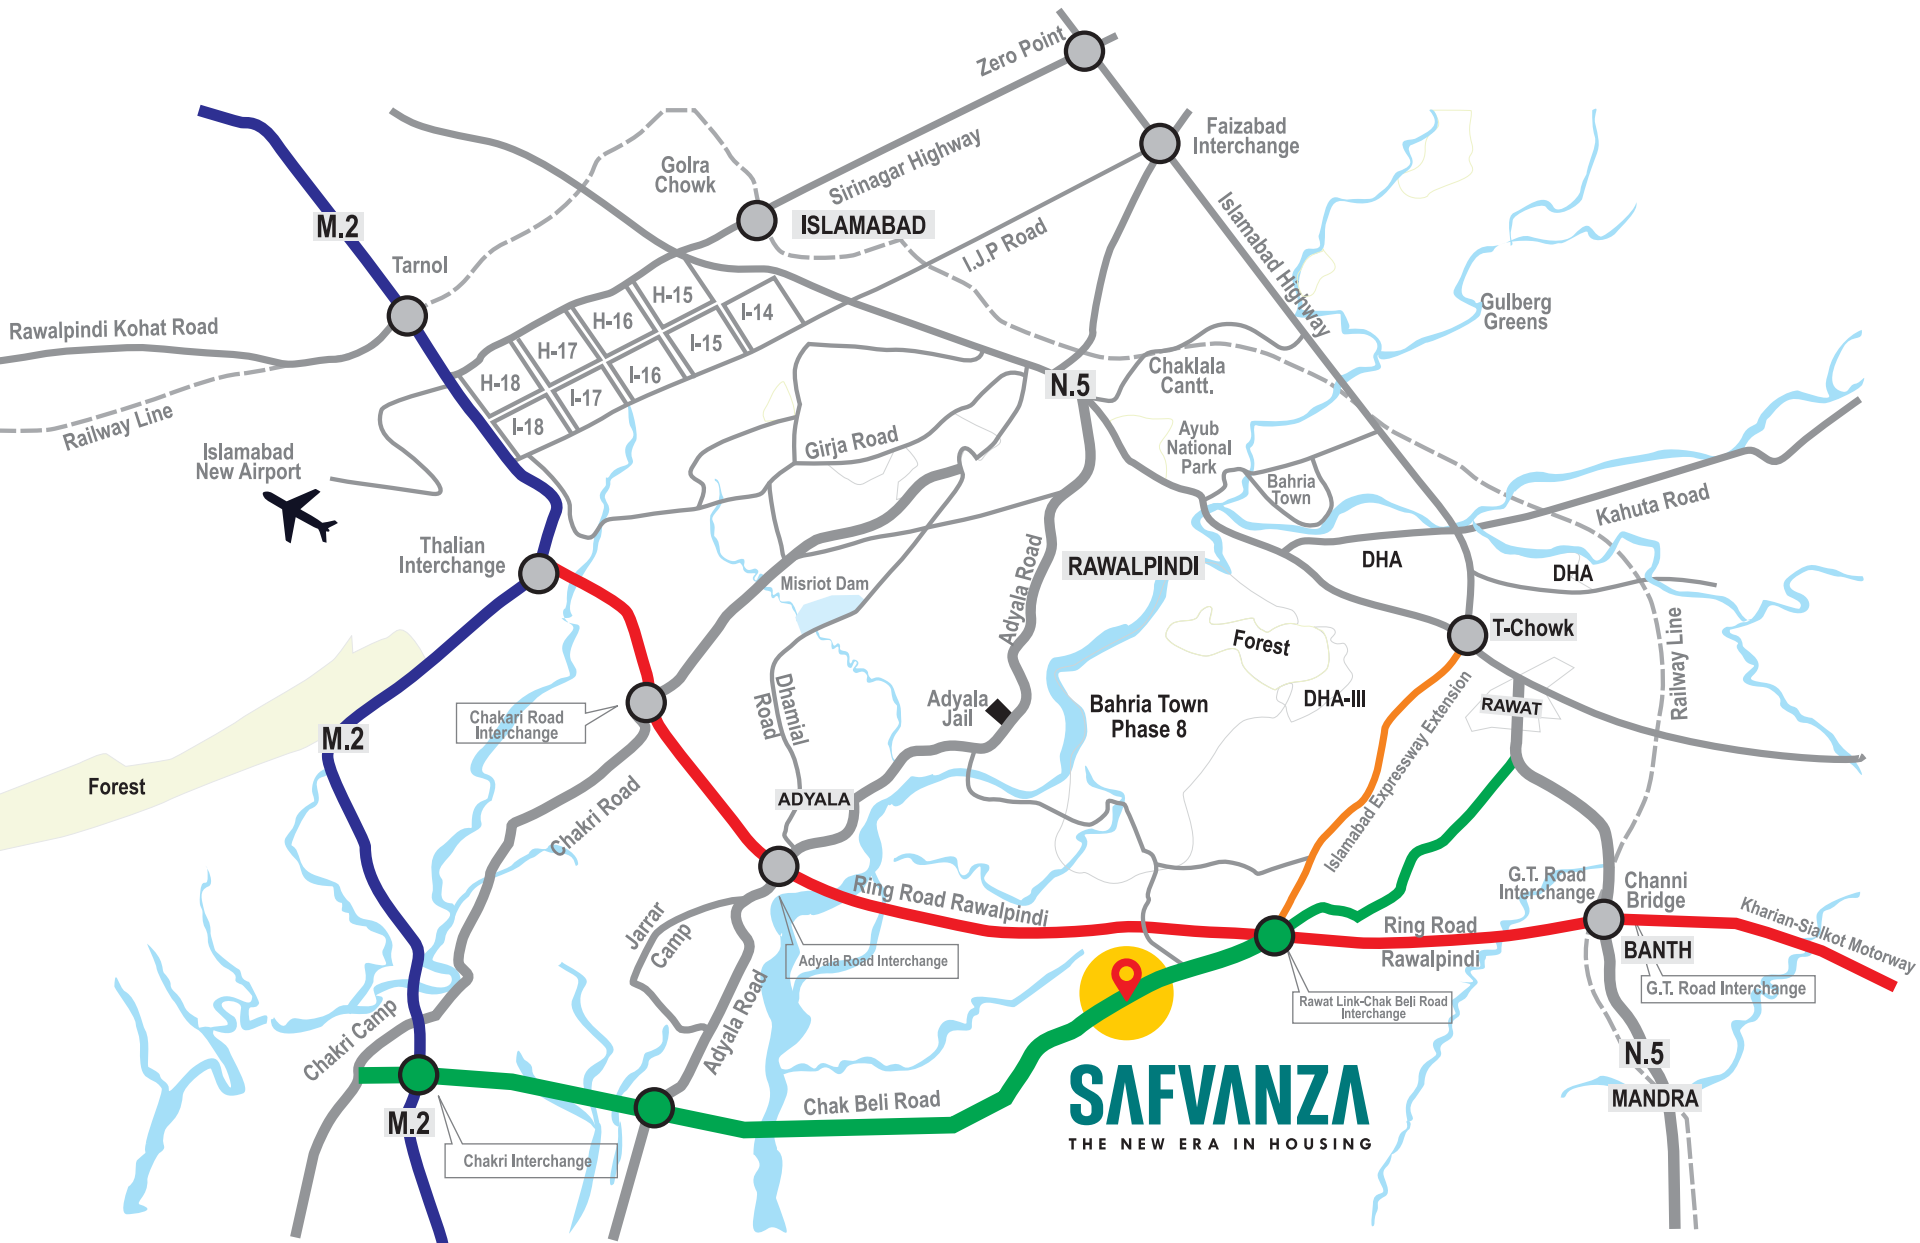 Zero Point
Faizabad
Interchange
Sirinagar Highway
Golra
Chowk
M.2
ISLAMABAD
Islamabad Highway
I.J.P Road
Tarnol
Rawalpindi Kohat Road
H-15
I-14
H-16
I-15
H-17
I-16
H-18
I-17
I-18
Gulberg
Greens
Chaklala
Cantt.
N.5
Railway Line
Islamabad
New Airport
Girja Road
Ayub
National
Park
Bahria
Town
Kahuta Road
Thalian
Interchange
Misriot Dam
Adyala Road
RAWALPINDI
DHA
DHA
T-Chowk
Forest
Railway Line
Dhamial
Road
Adyala
Jail
Bahria Town
Phase 8
DHA-III
Islamabad Expressway Extension
RAWAT
Chakari Road
Interchange
M.2
Forest
Chakri Road
ADYALA
Ring Road Rawalpindi
G.T. Road
Interchange
Channi
Bridge
Kharian-Sialkot Motorway
Jarrar
Camp
Ring Road
Rawalpindi
BANTH
Adyala Road Interchange
G.T. Road Interchange
Rawat Link-Chak Beli Road
Interchange
Chakri Camp
Adyala Road
N.5
MANDRA
Chak Beli Road
M.2
Chakri Interchange
SAFVANZA
THE NEW ERA IN HOUSING